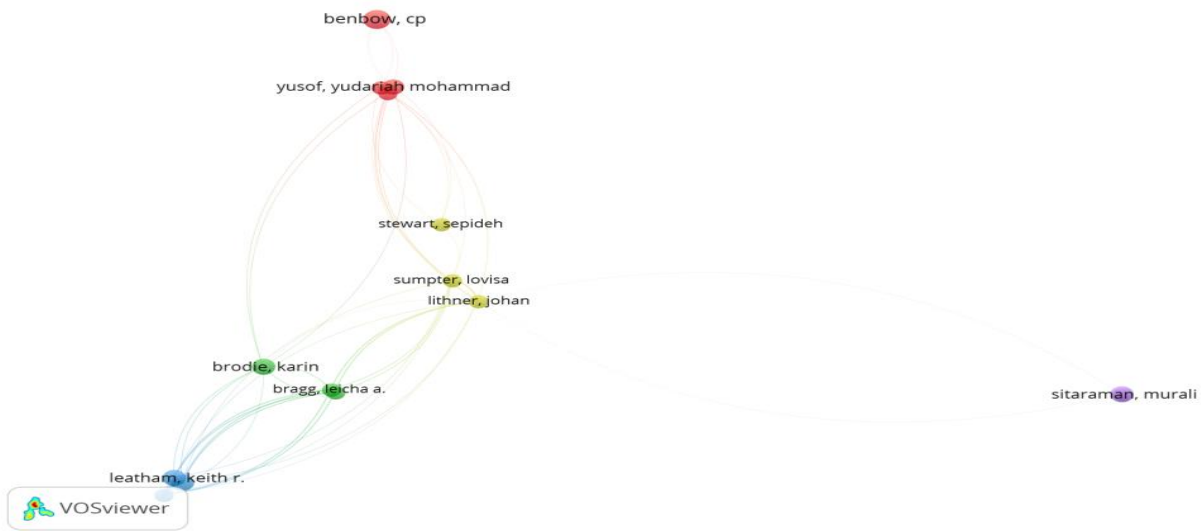 benbow, cp
yusof, yudariah mohammad
stewart, sepideh
sumpter, lovisa
lithner, johan
brodie, karin
bragg, leicha a.
sitaraman, murali
leatham, keith r.
VOSviewer